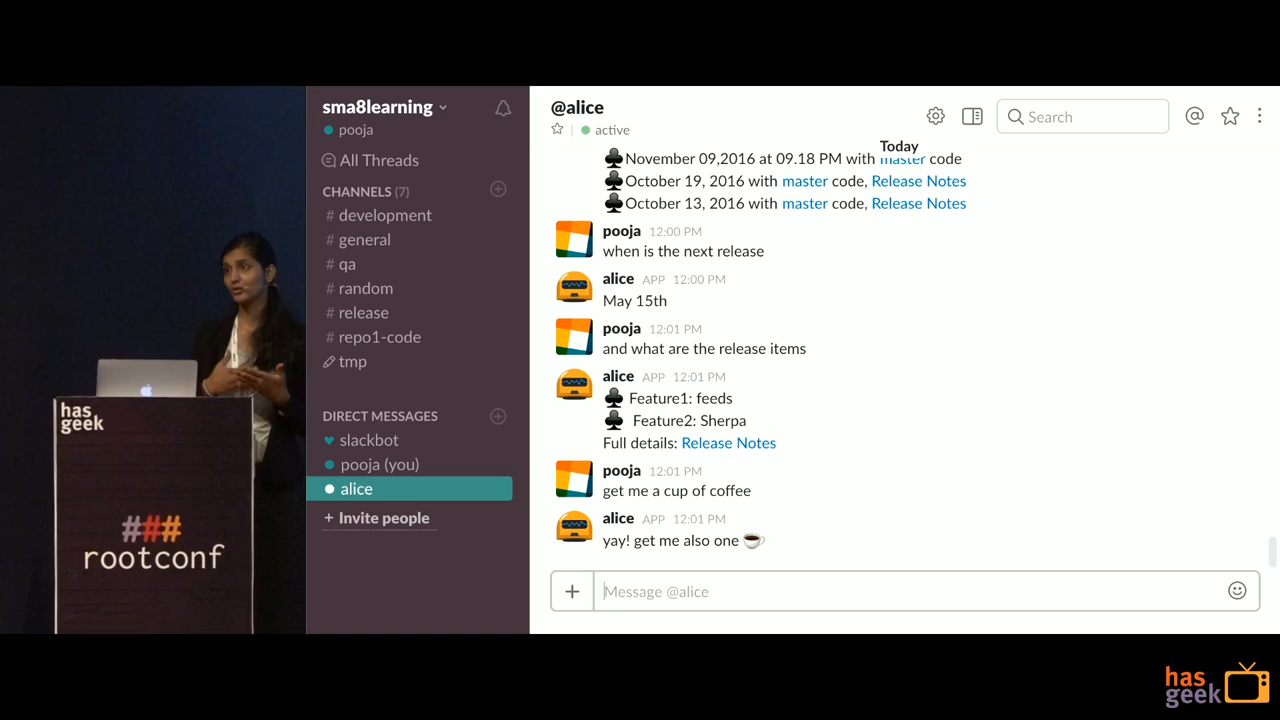 has
geek
###
rootconf
sma8learning
pooja
All Threads
CHANNELS (7)
# development
# general
# qa
# random
# release
# repo1-code
tmp
DIRECT MESSAGES
slackbot
pooja (you)
alice
+ Invite people
@alice
active
Search
Today
November 09,2016 at 09.18 PM with master code
October 19, 2016 with master code, Release Notes
October 13, 2016 with master code, Release Notes
pooja 12:00 PM
when is the next release
alice APP 12:00 PM
May 15th
pooja 12:01 PM
and what are the release items
alice APP 12:01 PM
Feature1: feeds
Feature2: Sherpa
Full details: Release Notes
pooja 12:01 PM
get me a cup of coffee
alice APP 12:01 PM
yay! get me also one
+ Message @alice
has
geek